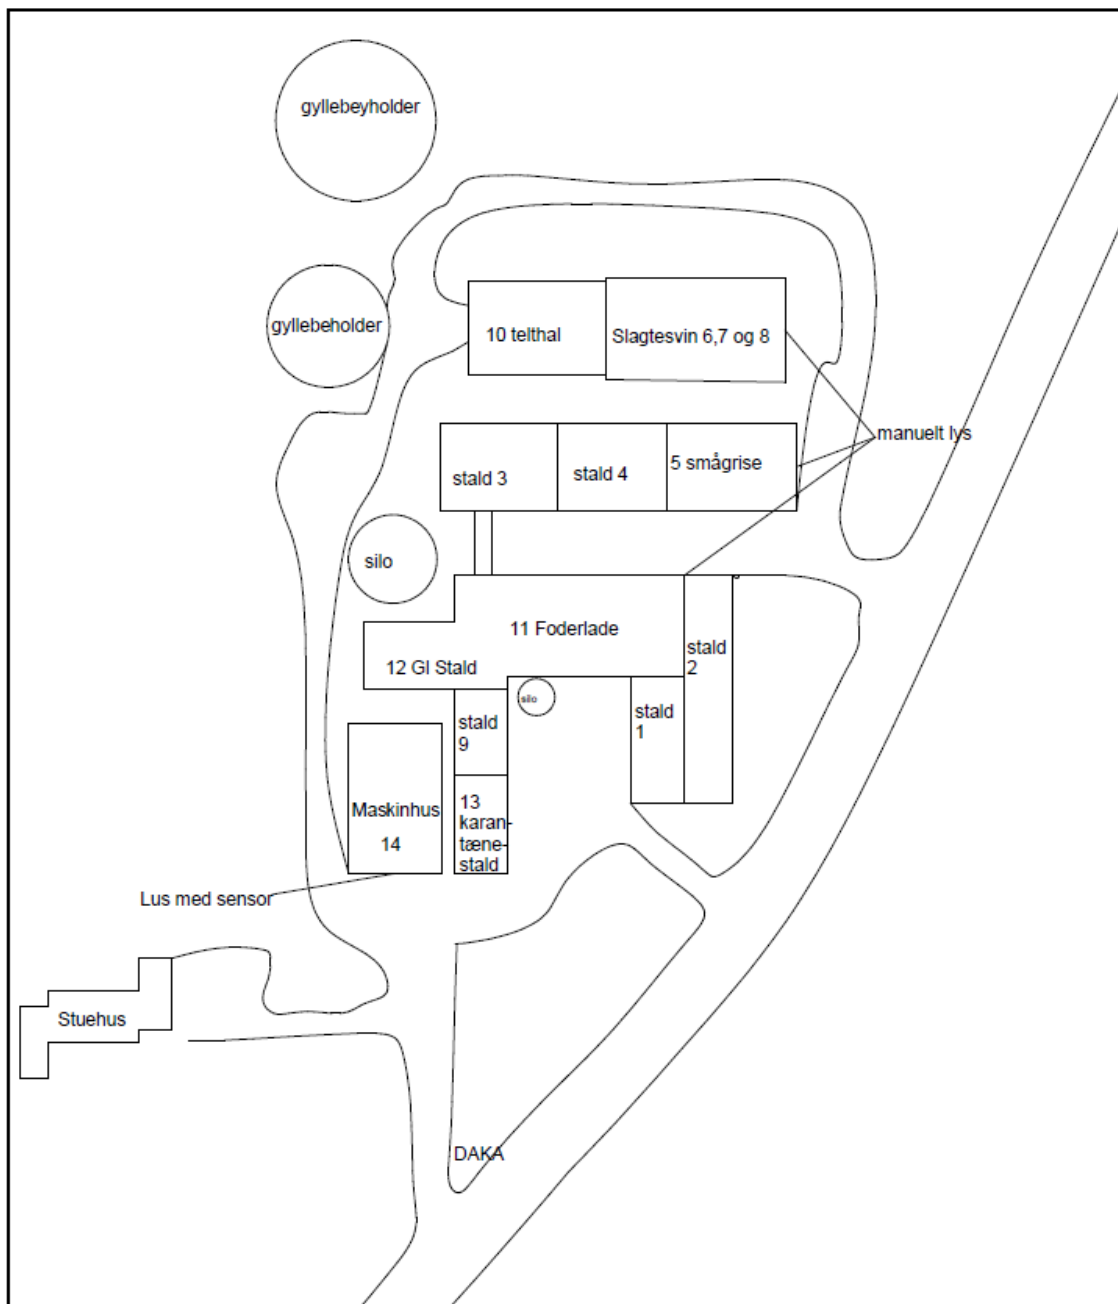 gyllebeyholder
gyllebeholder
10 telthal
Slagtesvin 6,7 og 8
manuelt lys
stald 3
stald 4
5 smågrise
silo
11 Foderlade
12 Gl Stald
stald
2
silo
stald
9
stald
1
Maskinhus
14
13
karan-
tæne-
stald
Lus med sensor
Stuehus
DAKA